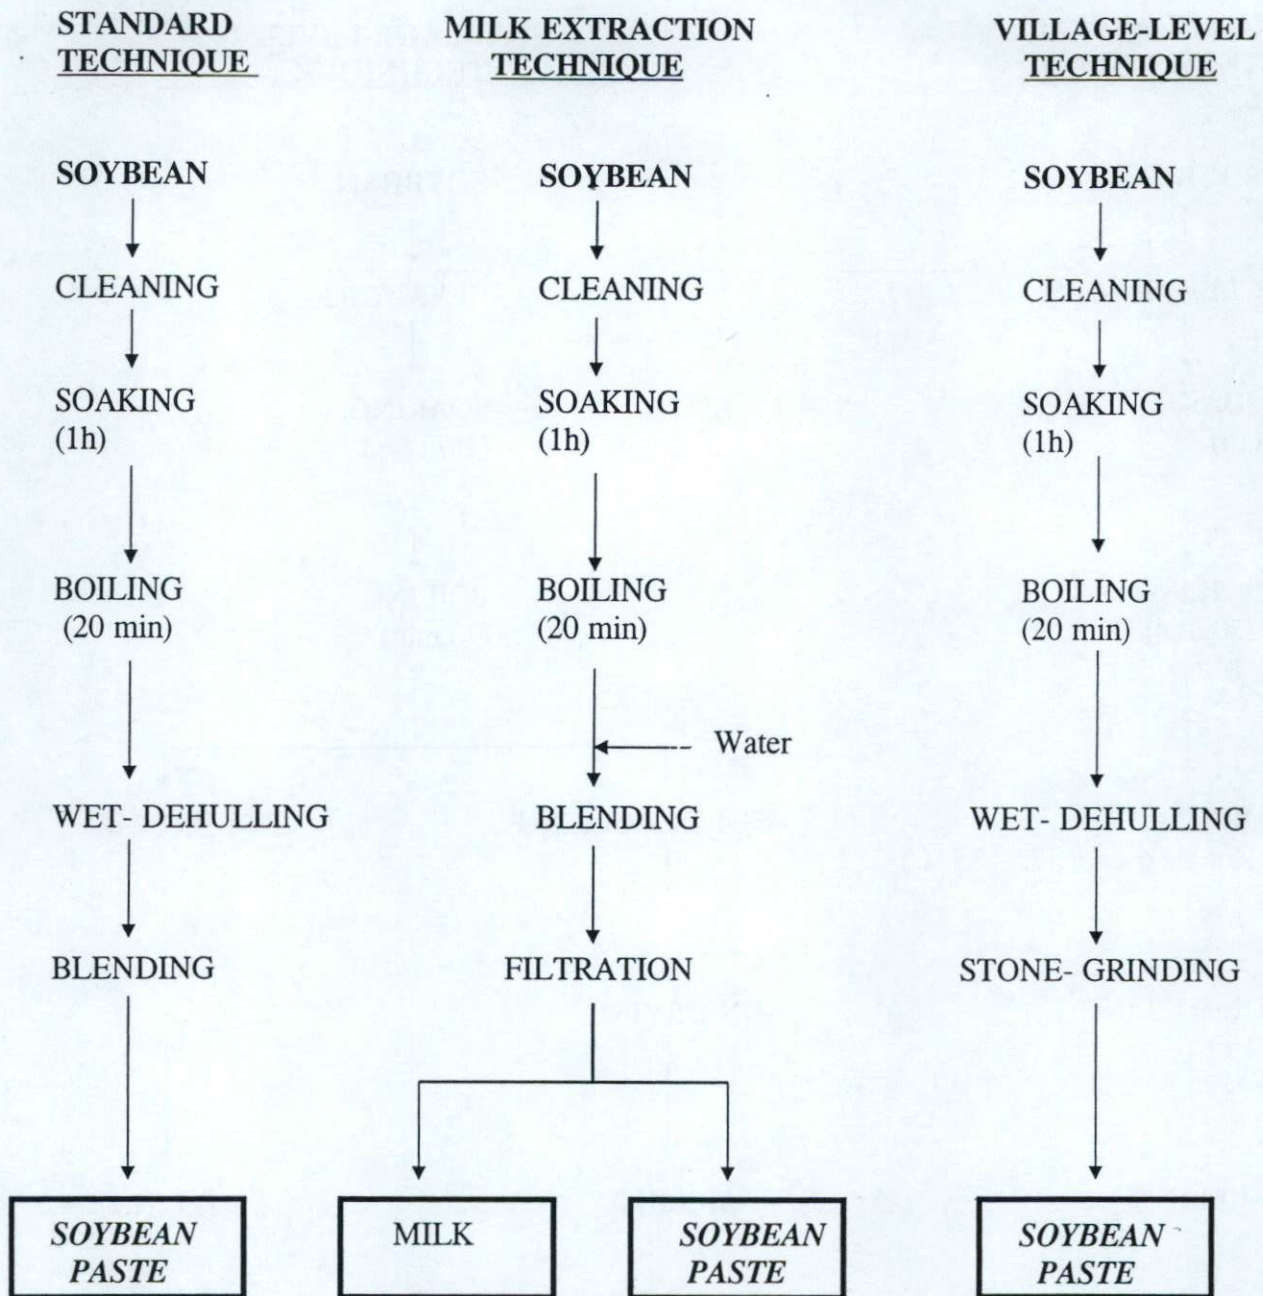 STANDARD
TECHNIQUE
SOYBEAN
CLEANING
SOAKING
(1h)
BOILING
(20 min)
WET- DEHULLING
BLENDING
SOYBEAN
PASTE
MILK EXTRACTION
TECHNIQUE
SOYBEAN
CLEANING
SOAKING
(1h)
BOILING
(20 min)
Water
BLENDING
FILTRATION
MILK
SOYBEAN
PASTE
VILLAGE-LEVEL
TECHNIQUE
SOYBEAN
CLEANING
SOAKING
(1h)
BOILING
(20 min)
WET- DEHULLING
STONE- GRINDING
SOYBEAN
PASTE